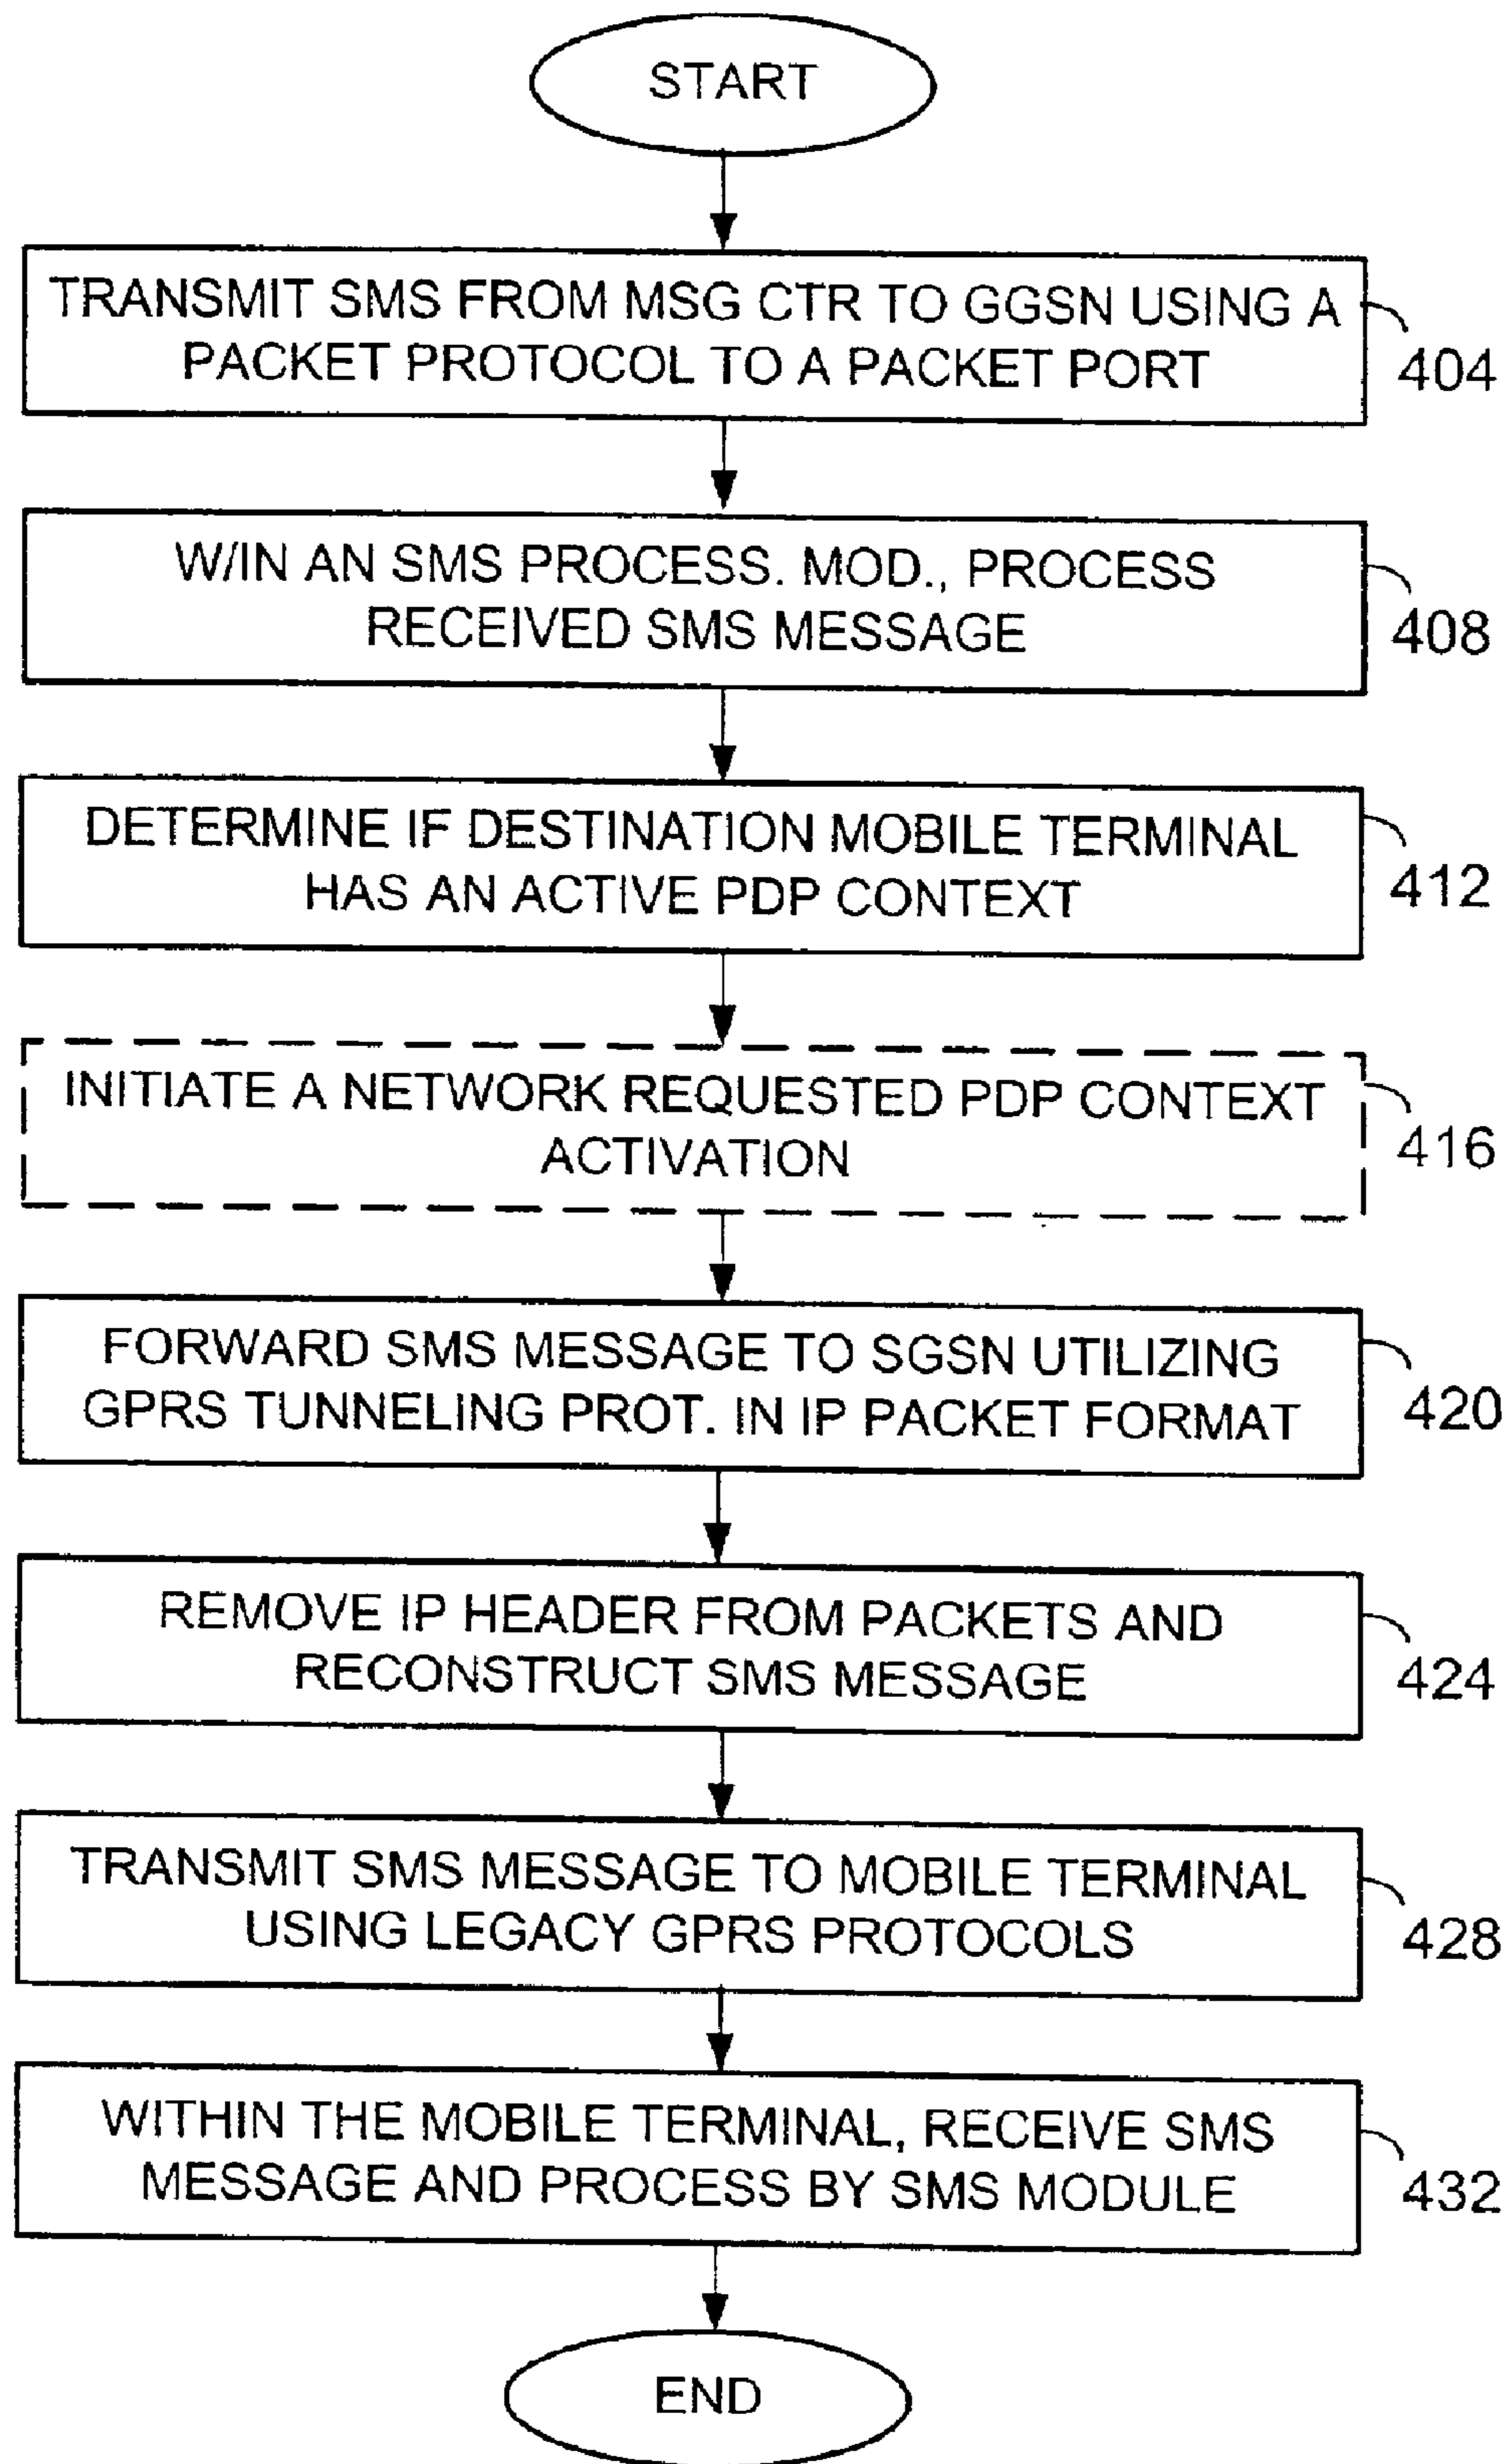 START
TRANSMIT SMS FROM MSG CTR TO GGSN USING A
PACKET PROTOCOL TO A PACKET PORT
404
W/IN AN SMS PROCESS. MOD., PROCESS
RECEIVED SMS MESSAGE
408
DETERMINE IF DESTINATION MOBILE TERMINAL
HAS AN ACTIVE PDP CONTEXT
412
INITIATE A NETWORK REQUESTED PDP CONTEXT
ACTIVATION
416
FORWARD SMS MESSAGE TO SGSN UTILIZING
GPRS TUNNELING PROT. IN IP PACKET FORMAT
420
REMOVE IP HEADER FROM PACKETS AND
RECONSTRUCT SMS MESSAGE
424
TRANSMIT SMS MESSAGE TO MOBILE TERMINAL
USING LEGACY GPRS PROTOCOLS
428
WITHIN THE MOBILE TERMINAL, RECEIVE SMS
MESSAGE AND PROCESS BY SMS MODULE
432
END